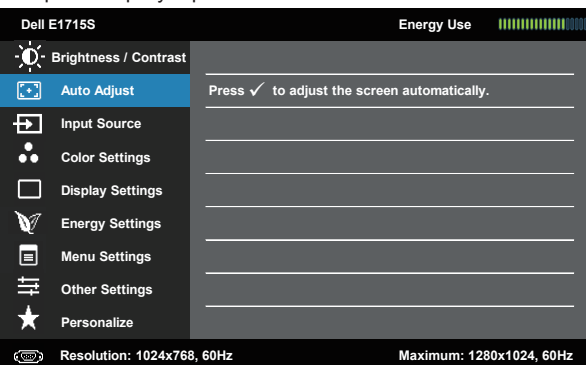 Dell E1715S Energy Use
Brightness / Contrast
Auto Adjust Press ✓ to adjust the screen automatically.
Input Source
Color Settings
Display Settings
Energy Settings
Menu Settings
Other Settings
Personalize
Resolution: 1024x768, 60Hz Maximum: 1280x1024, 60Hz